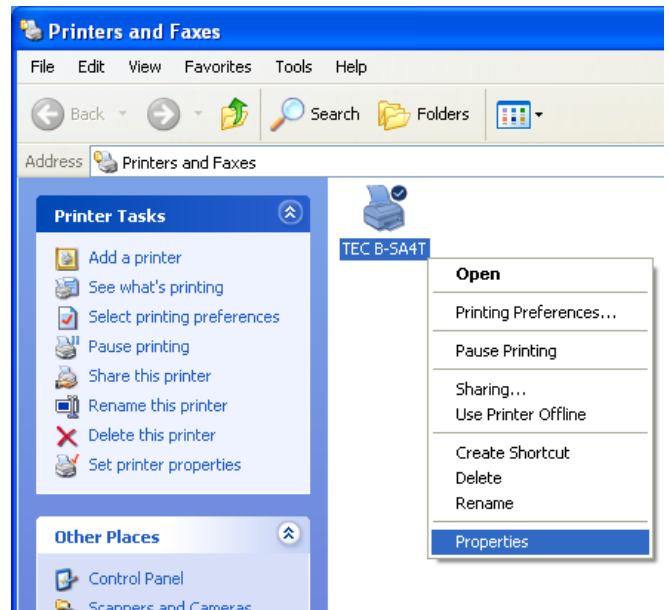 Printers and Faxes
File Edit View Favorites Tools Help
Back Search Folders
Address Printers and Faxes
Printer Tasks
Add a printer
See what's printing
Select printing preferences
Pause printing
Share this printer
Rename this printer
Delete this printer
Set printer properties
Other Places
Control Panel
Scanners and Cameras
TEC B-SA4T
Open
Printing Preferences...
Pause Printing
Sharing...
Use Printer Offline
Create Shortcut
Delete
Rename
Properties